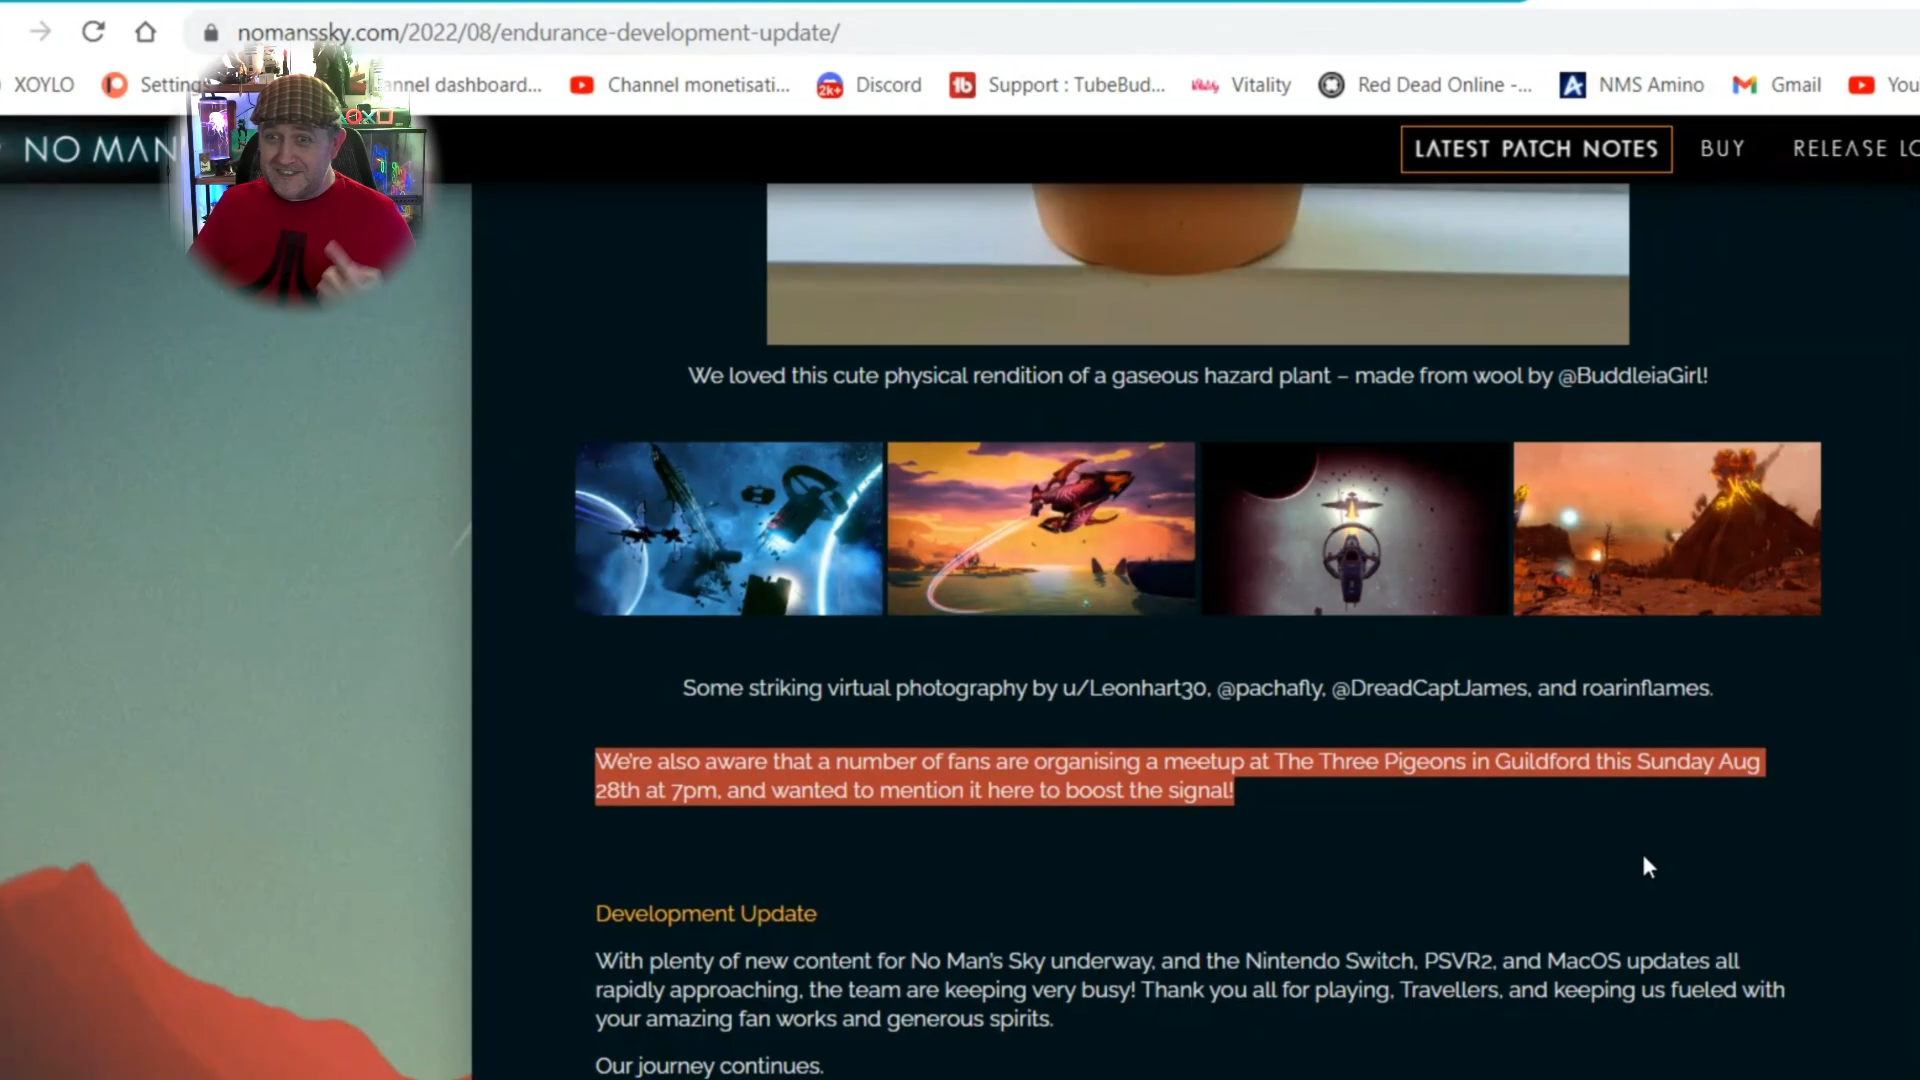 nomanssky.com/2022/08/endurance-development-update/
XOYLO
Setting
annel dashboard...
Channel monetisati...
2k+
Discord
Support : TubeBud...
Vitality
Red Dead Online -...
NMS Amino
Gmail
You
NO MAN
LATEST PATCH NOTES
BUY
RELEASE LO
We loved this cute physical rendition of a gaseous hazard plant – made from wool by @BuddleiaGirl!
Some striking virtual photography by u/Leonhart30, @pachafly, @DreadCaptJames, and roarinflames.
We're also aware that a number of fans are organising a meetup at The Three Pigeons in Guildford this Sunday Aug
28th at 7pm, and wanted to mention it here to boost the signal!
Development Update
With plenty of new content for No Man's Sky underway, and the Nintendo Switch, PSVR2, and MacOS updates all
rapidly approaching, the team are keeping very busy! Thank you all for playing, Travellers, and keeping us fueled with
your amazing fan works and generous spirits.
Our journey continues.